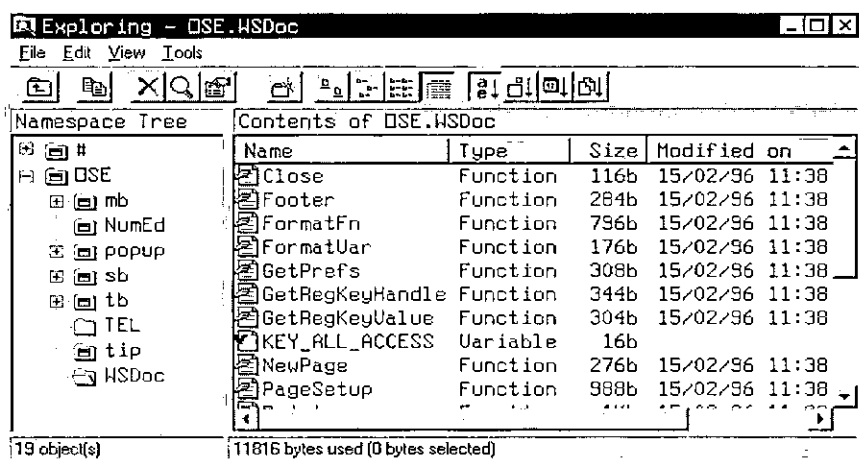 Exploring - OSE.WSDoc
File Edit View Tools
Namespace Tree
Contents of OSE.WSDoc
#
OSE
mb
NumEd
popup
sb
tb
TEL
tip
WSDoc
Name Type Size Modified on
Close Function 116b 15/02/96 11:38
Footer Function 284b 15/02/96 11:38
FormatFn Function 796b 15/02/96 11:38
FormatVar Function 176b 15/02/96 11:38
GetPrefs Function 308b 15/02/96 11:38
GetRegKeyHandle Function 344b 15/02/96 11:38
GetRegKeyValue Function 304b 15/02/96 11:38
KEY_ALL_ACCESS Variable 16b
NewPage Function 276b 15/02/96 11:38
PageSetup Function 988b 15/02/96 11:38
19 object(s)
11816 bytes used (0 bytes selected)